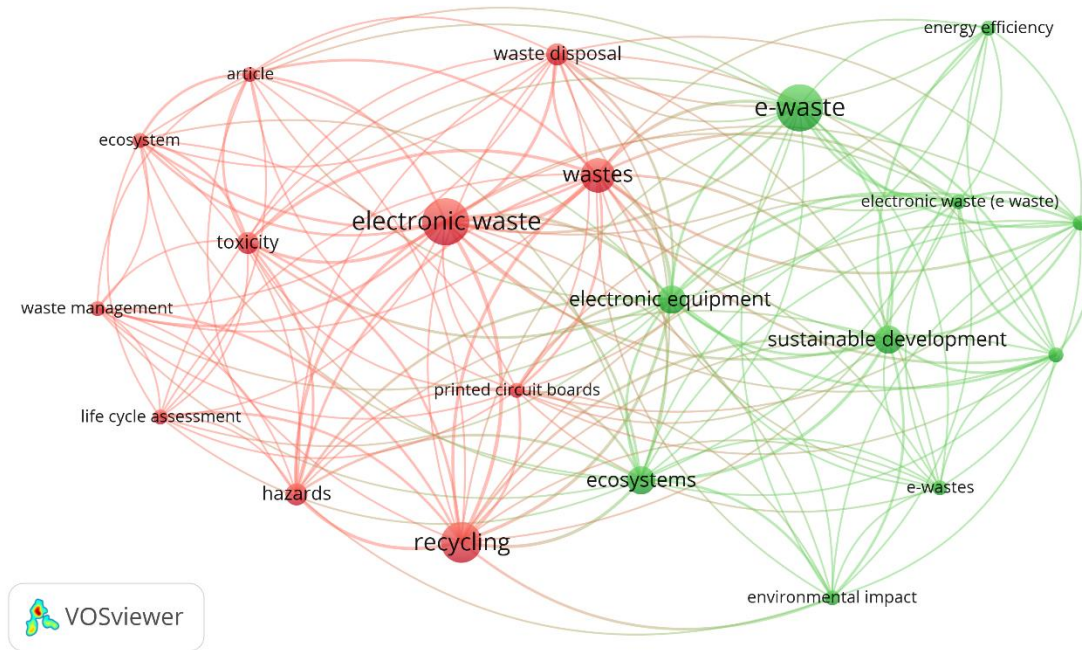 energy efficiency
waste disposal
article
e-waste
ecosystem
wastes
electronic waste (e waste)
electronic waste
toxicity
electronic equipment
waste management
sustainable development
printed circuit boards
life cycle assessment
ecosystems
e-wastes
hazards
recycling
environmental impact
VOSviewer